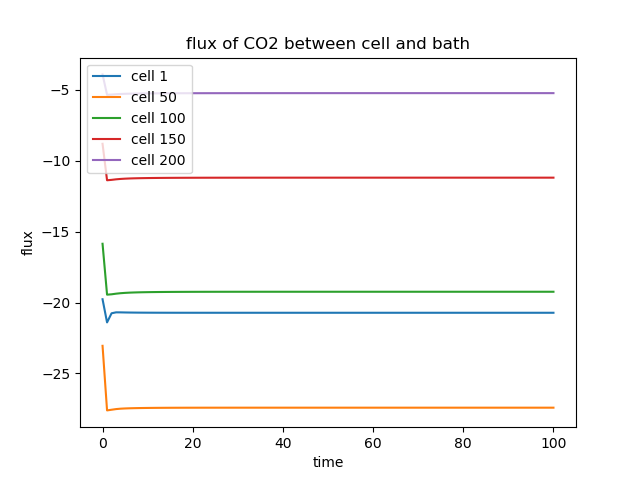 flux of CO2 between cell and bath
cell 1
cell 50
cell 100
cell 150
cell 200
−5
−10
−15
−20
−25
flux
0 20 40 60 80 100
time